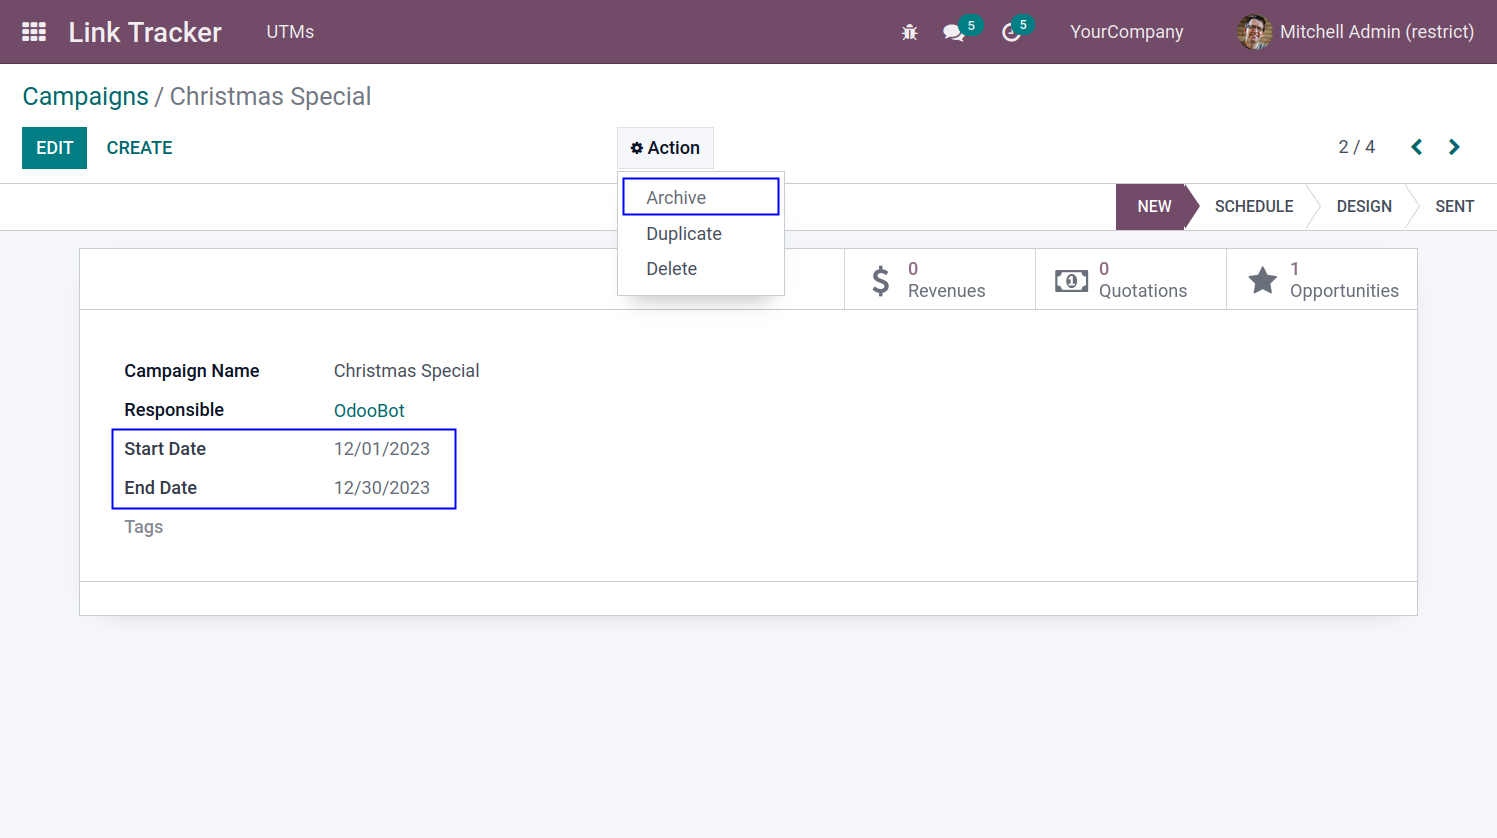 Link Tracker UTMs 5 5 YourCompany Mitchell Admin (restrict)
Campaigns / Christmas Special
EDIT CREATE Action 2 / 4
Archive
Duplicate
Delete
NEW SCHEDULE DESIGN SENT
0
Revenues
0
Quotations
1
Opportunities
Campaign Name Christmas Special
Responsible OdooBot
Start Date 12/01/2023
End Date 12/30/2023
Tags